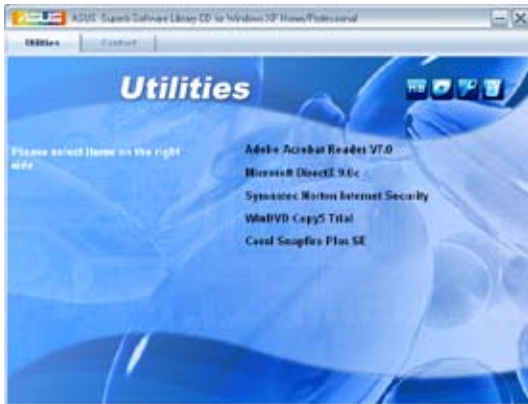 ASUS Superb Software Library CD for Windows XP Home/Professional
Utilities
Contact
Utilities
Please select items on the right side
Adobe Acrobat Reader V7.0
Microsoft DirectX 9.0c
Symantec Norton Internet Security
WinDVD Copy5 Trial
Corel Snapfire Plus SE